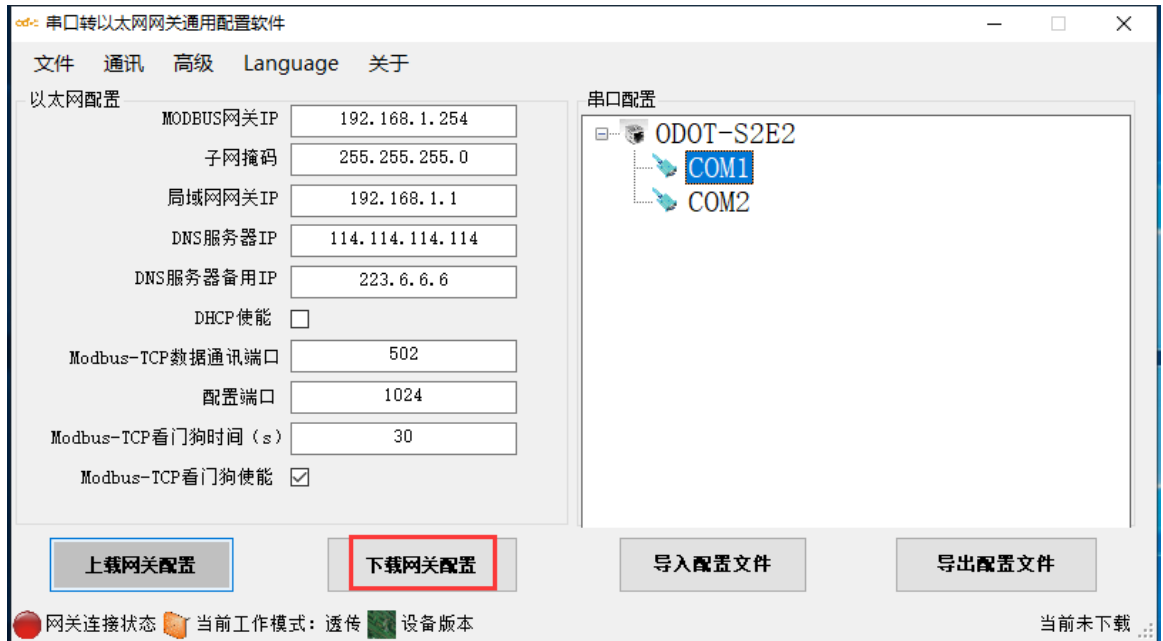 odot 串口转以太网网关通用配置软件
文件 通讯 高级 Language 关于
以太网配置
MODBUS网关IP 192.168.1.254
子网掩码 255.255.255.0
局域网网关IP 192.168.1.1
DNS服务器IP 114.114.114.114
DNS服务器备用IP 223.6.6.6
DHCP使能
Modbus-TCP数据通讯端口 502
配置端口 1024
Modbus-TCP看门狗时间（s） 30
Modbus-TCP看门狗使能
串口配置
ODOT-S2E2
COM1
COM2
上载网关配置 下载网关配置 导入配置文件 导出配置文件
网关连接状态 当前工作模式：透传 设备版本 当前未下载